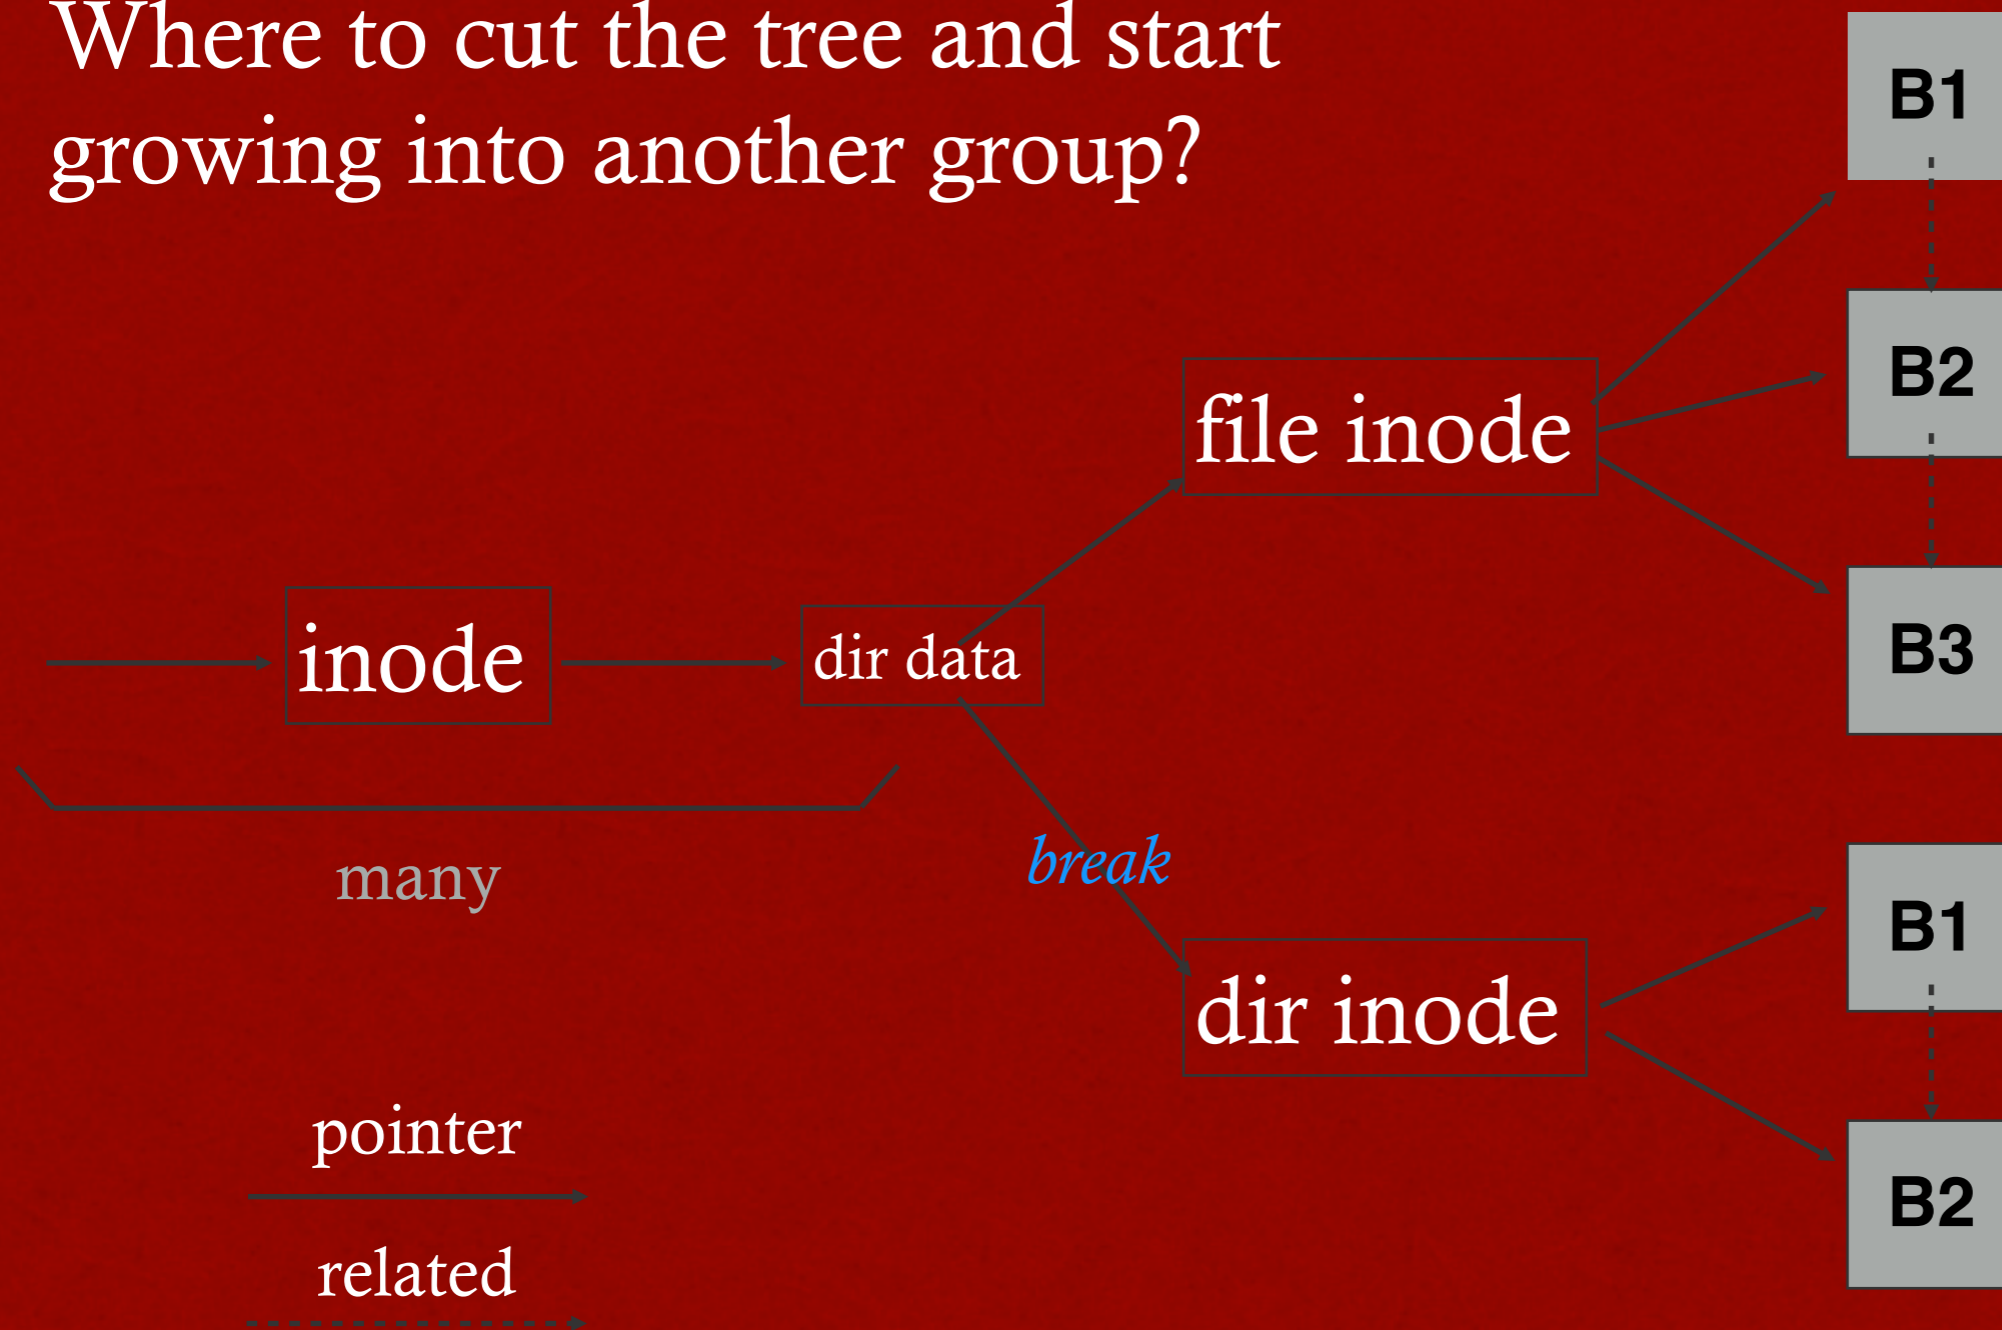 Where to cut the tree and start
growing into another group?
B1
B2
file inode
B3
inode
dir data
many
break
B1
dir inode
pointer
B2
related